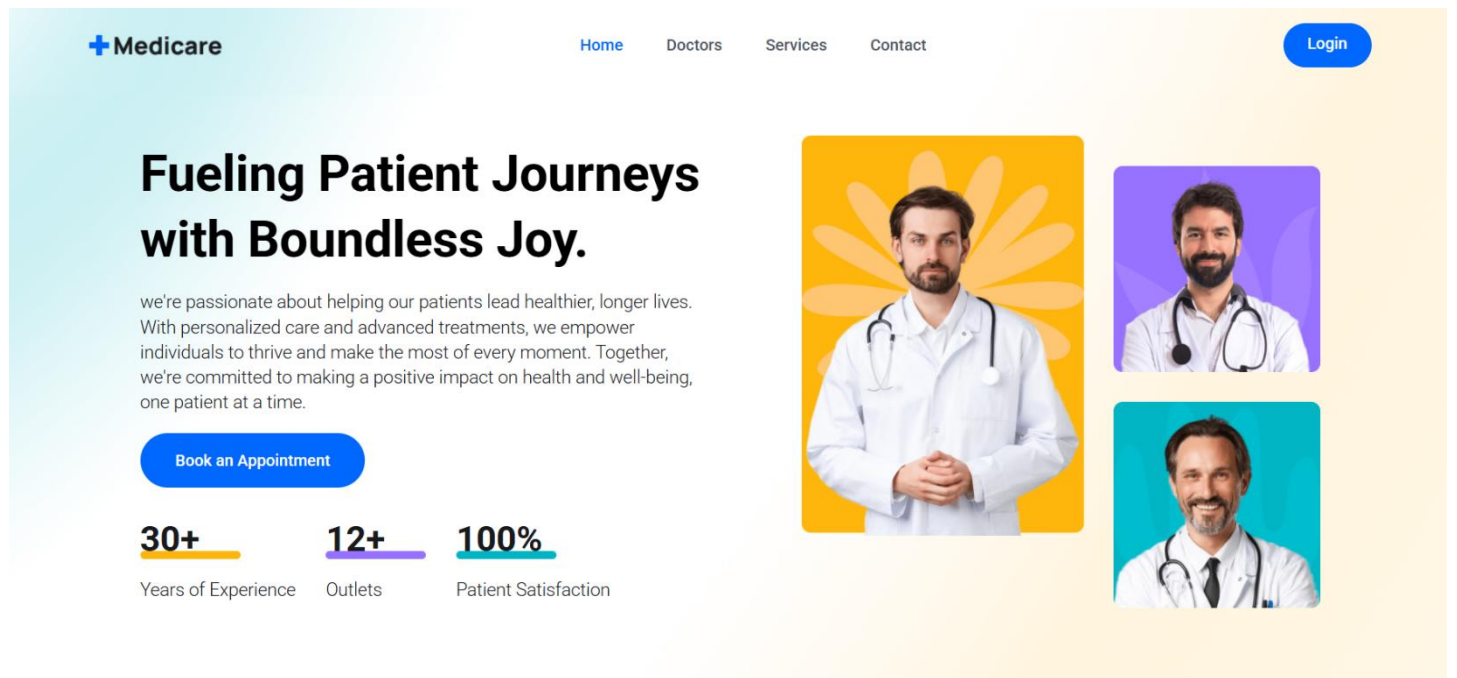 Medicare
Home Doctors Services Contact
Login
Fueling Patient Journeys
with Boundless Joy.
we're passionate about helping our patients lead healthier, longer lives.
With personalized care and advanced treatments, we empower
individuals to thrive and make the most of every moment. Together,
we're committed to making a positive impact on health and well-being,
one patient at a time.
Book an Appointment
30+ 12+ 100%
Years of Experience Outlets Patient Satisfaction